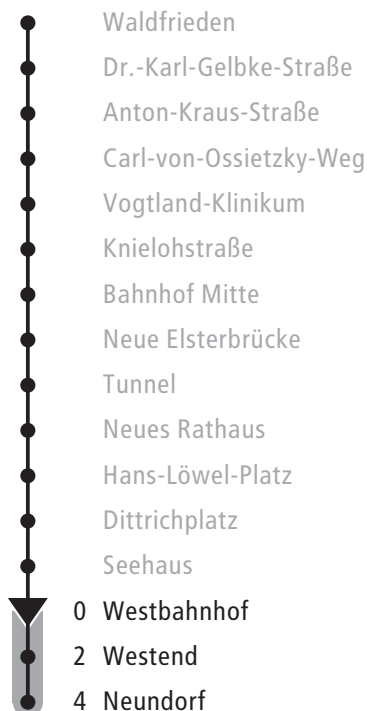 Waldfrieden
Dr.-Karl-Gelbke-Straße
Anton-Kraus-Straße
Carl-von-Ossietzky-Weg
Vogtland-Klinikum
Knielohstraße
Bahnhof Mitte
Neue Elsterbrücke
Tunnel
Neues Rathaus
Hans-Löwel-Platz
Dittrichplatz
Seehaus
0 Westbahnhof
2 Westend
4 Neundorf